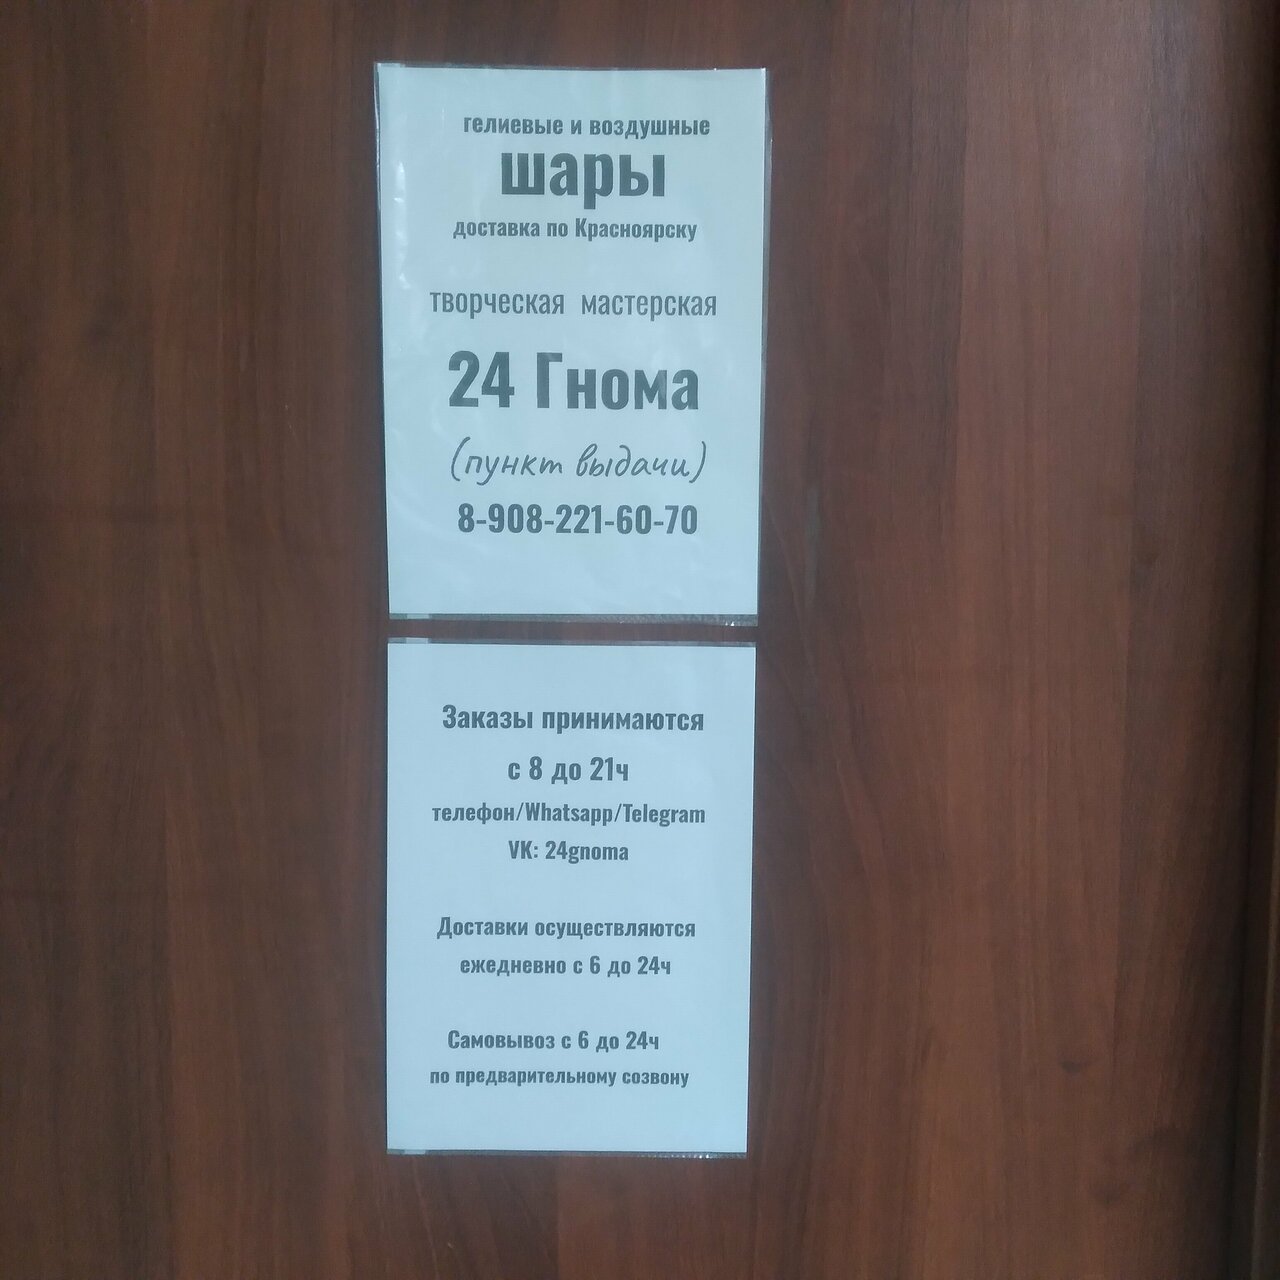 гелиевые и воздушные
шары
доставка по Красноярску
творческая мастерская
24 Гнома
(пункт выдачи)
8-908-221-60-70
Заказы принимаются
с 8 до 21ч
телефон/Whatsapp/Telegram
VK: 24gnoma
Доставки осуществляются
ежедневно с 6 до 24ч
Самовывоз с 6 до 24ч
по предварительному созвону